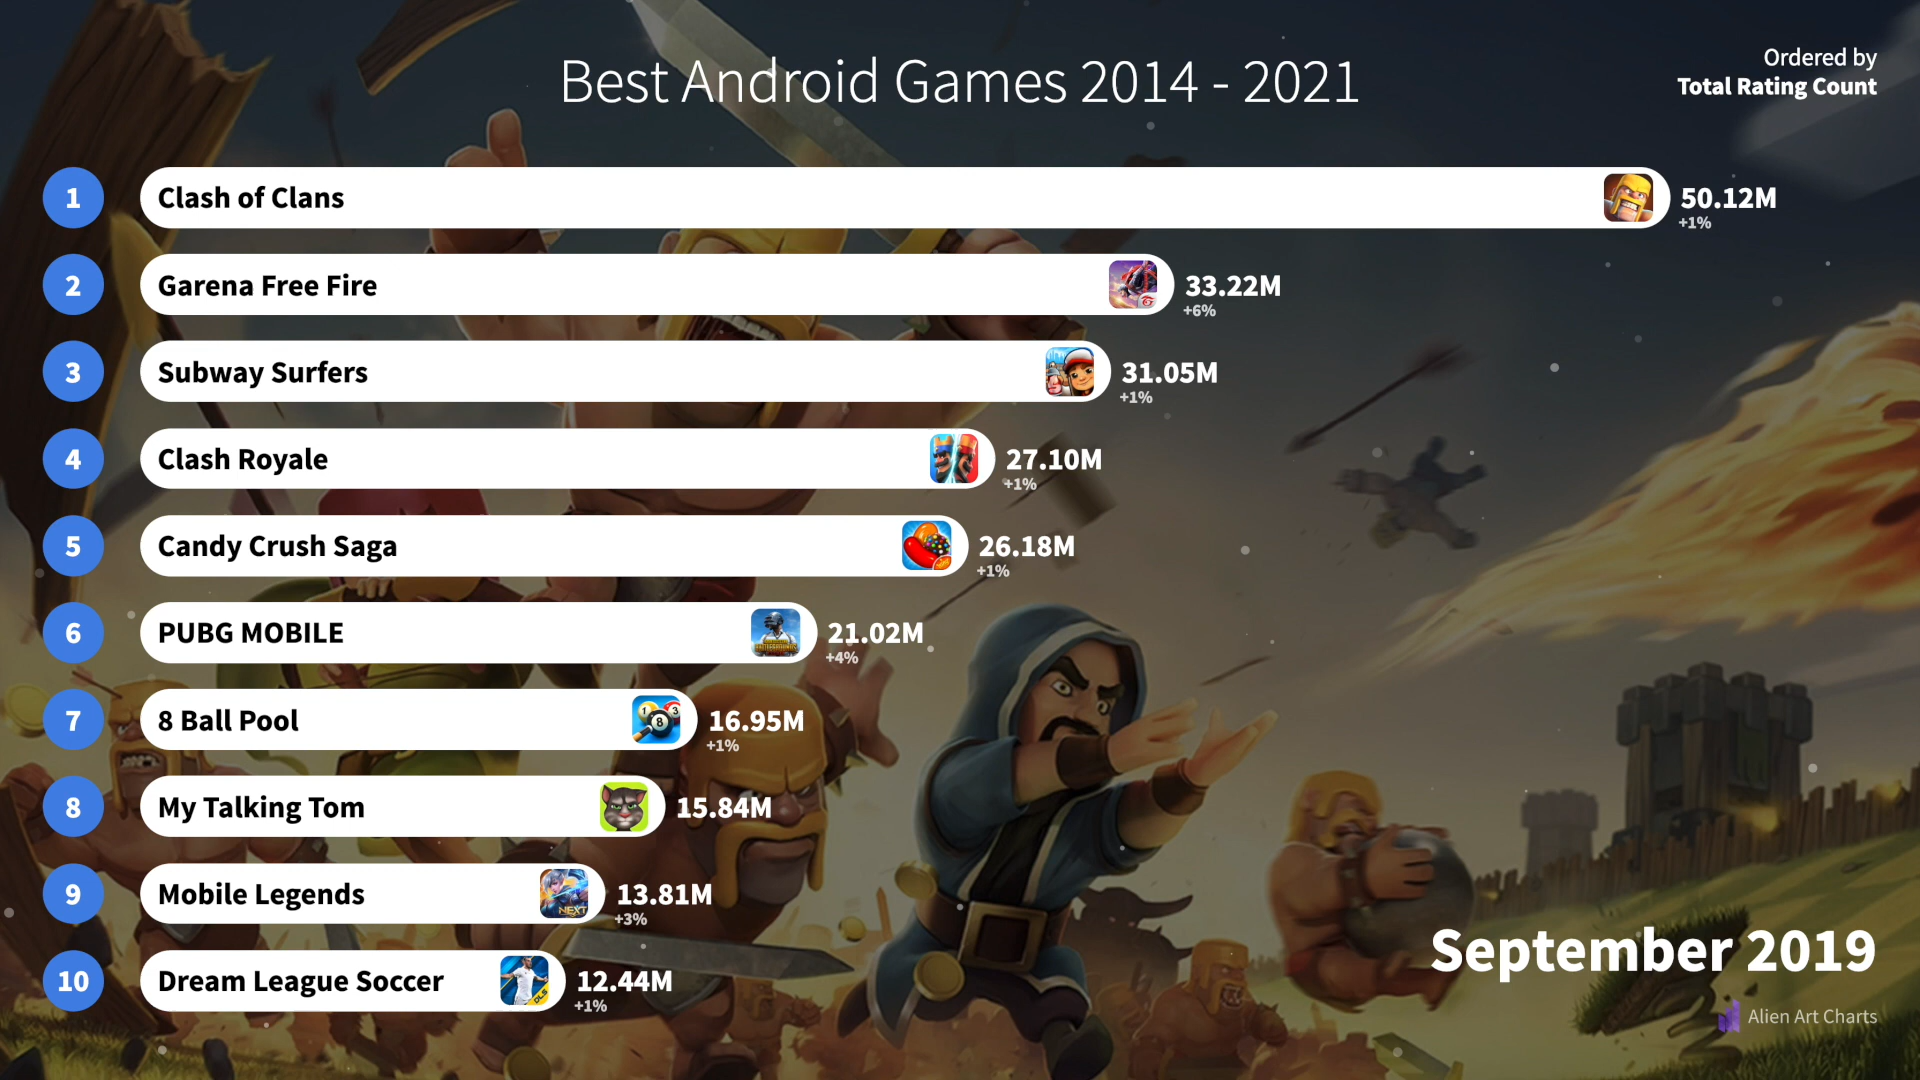 Best Android Games 2014 - 2021
Ordered by
Total Rating Count
1 Clash of Clans 50.12M
+1%
2 Garena Free Fire 33.22M
+6%
3 Subway Surfers 31.05M
+1%
4 Clash Royale 27.10M
+1%
5 Candy Crush Saga 26.18M
+1%
6 PUBG MOBILE 21.02M
+4%
7 8 Ball Pool 16.95M
+1%
8 My Talking Tom 15.84M
9 Mobile Legends NEXT 13.81M
+3%
10 Dream League Soccer DLS 12.44M
+1%
September 2019
Alien Art Charts